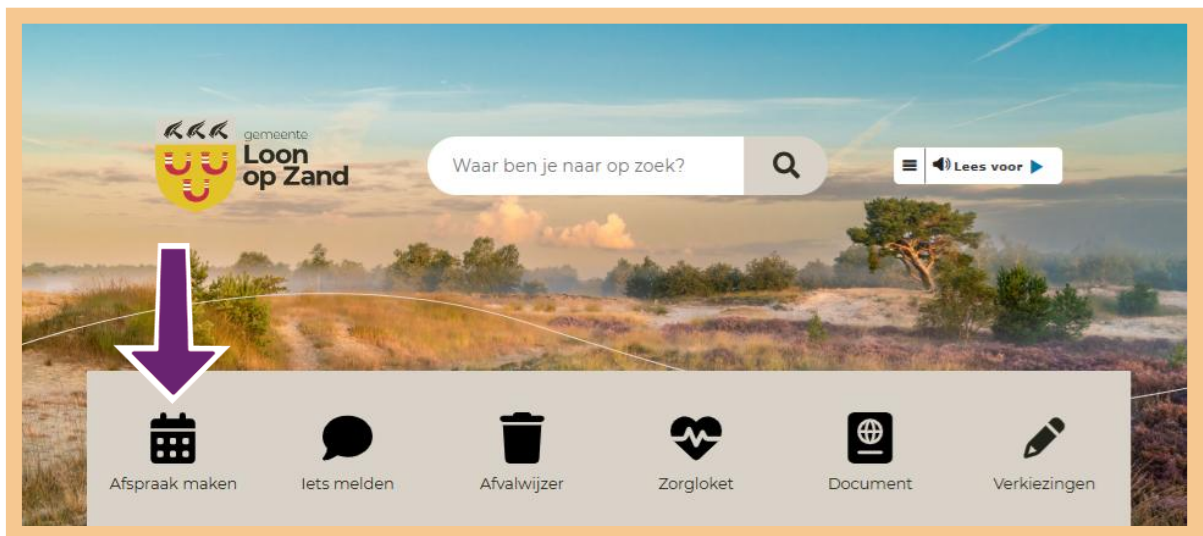 gemeente
Loon
op Zand
Waar ben je naar op zoek?
Lees voor
Afspraak maken
Iets melden
Afvalwijzer
Zorgloket
Document
Verkiezingen